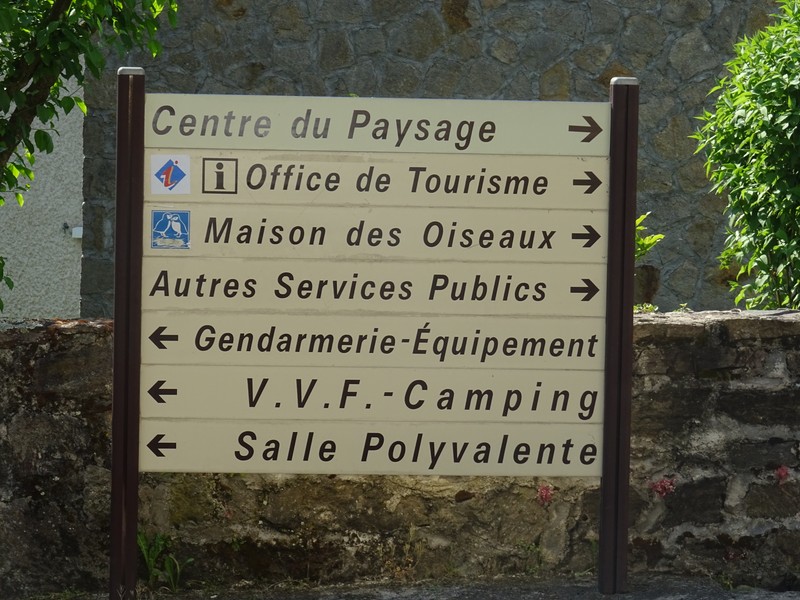 Centre du Paysage →
i i Office de Tourisme →
Maison des Oiseaux →
Autres Services Publics →
← Gendarmerie-Équipement
← V.V.F.-Camping
← Salle Polyvalente